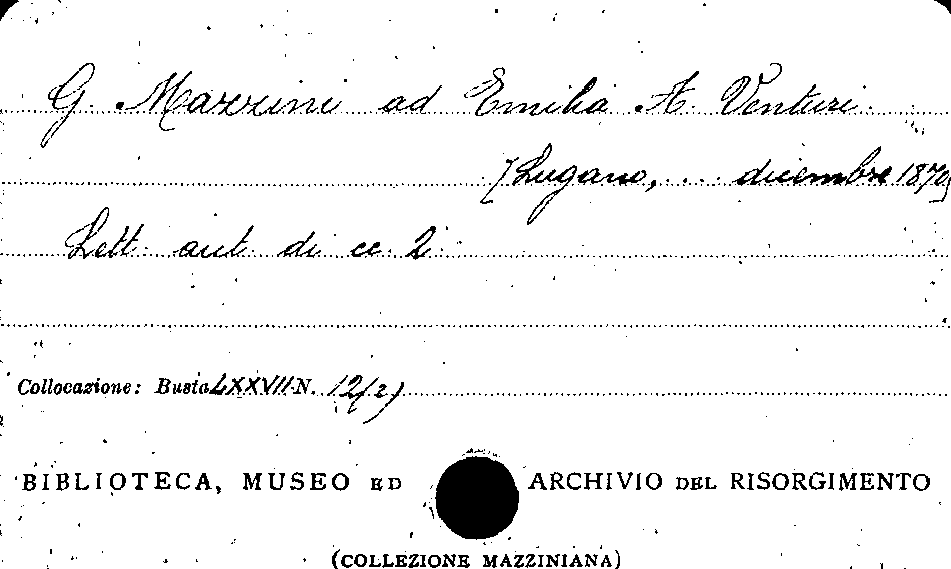 G. Mazzini ad Emilia A. Venturi
[Lugano, ... dicembre 1870]
Lett. aut. di cc. 2
Collocazione: Busta LXXVII N. 12(2)
BIBLIOTECA, MUSEO ED ARCHIVIO DEL RISORGIMENTO
(COLLEZIONE MAZZINIANA)